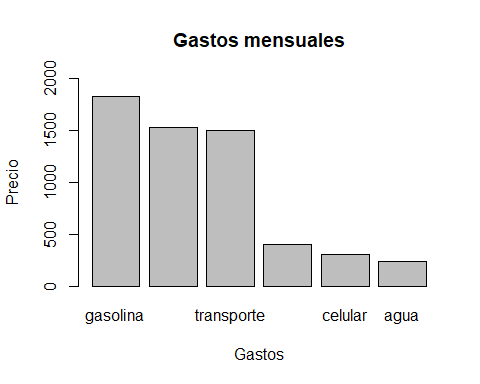 Gastos mensuales
Precio
2000
1500
1000
500
0
gasolina transporte celular agua
Gastos